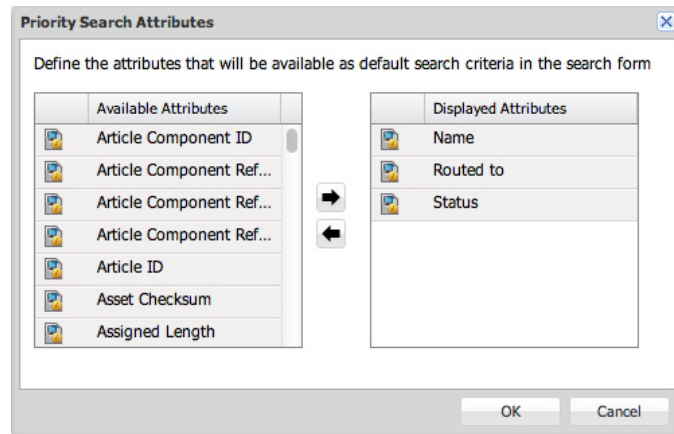 Priority Search Attributes
Define the attributes that will be available as default search criteria in the search form
Available Attributes
Article Component ID
Article Component Ref...
Article Component Ref...
Article Component Ref...
Article ID
Asset Checksum
Assigned Length
Displayed Attributes
Name
Routed to
Status
OK
Cancel